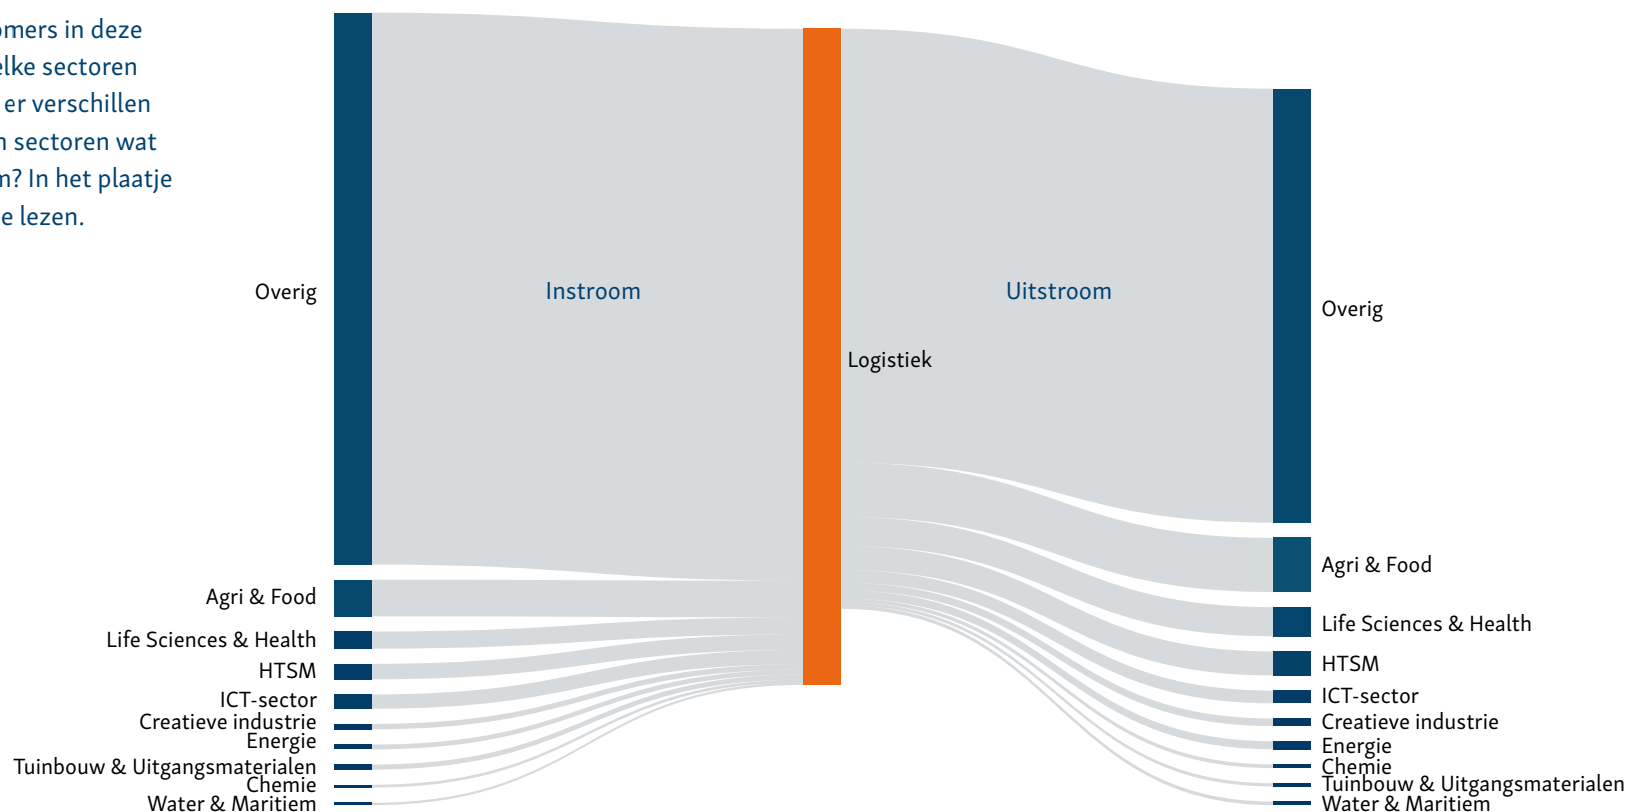 in deze
sectoren
er verschillen
sectoren wat
In het plaatje
lezen.
Overig
Agri & Food
Life Sciences & Health
HTSM
ICT-sector
Creatieve industrie
Energie
Tuinbouw & Uitgangsmaterialen
Chemie
Water & Maritiem
Instroom
Logistiek
Uitstroom
Overig
Agri & Food
Life Sciences & Health
HTSM
ICT-sector
Creatieve industrie
Energie
Chemie
Tuinbouw & Uitgangsmaterialen
Water & Maritiem